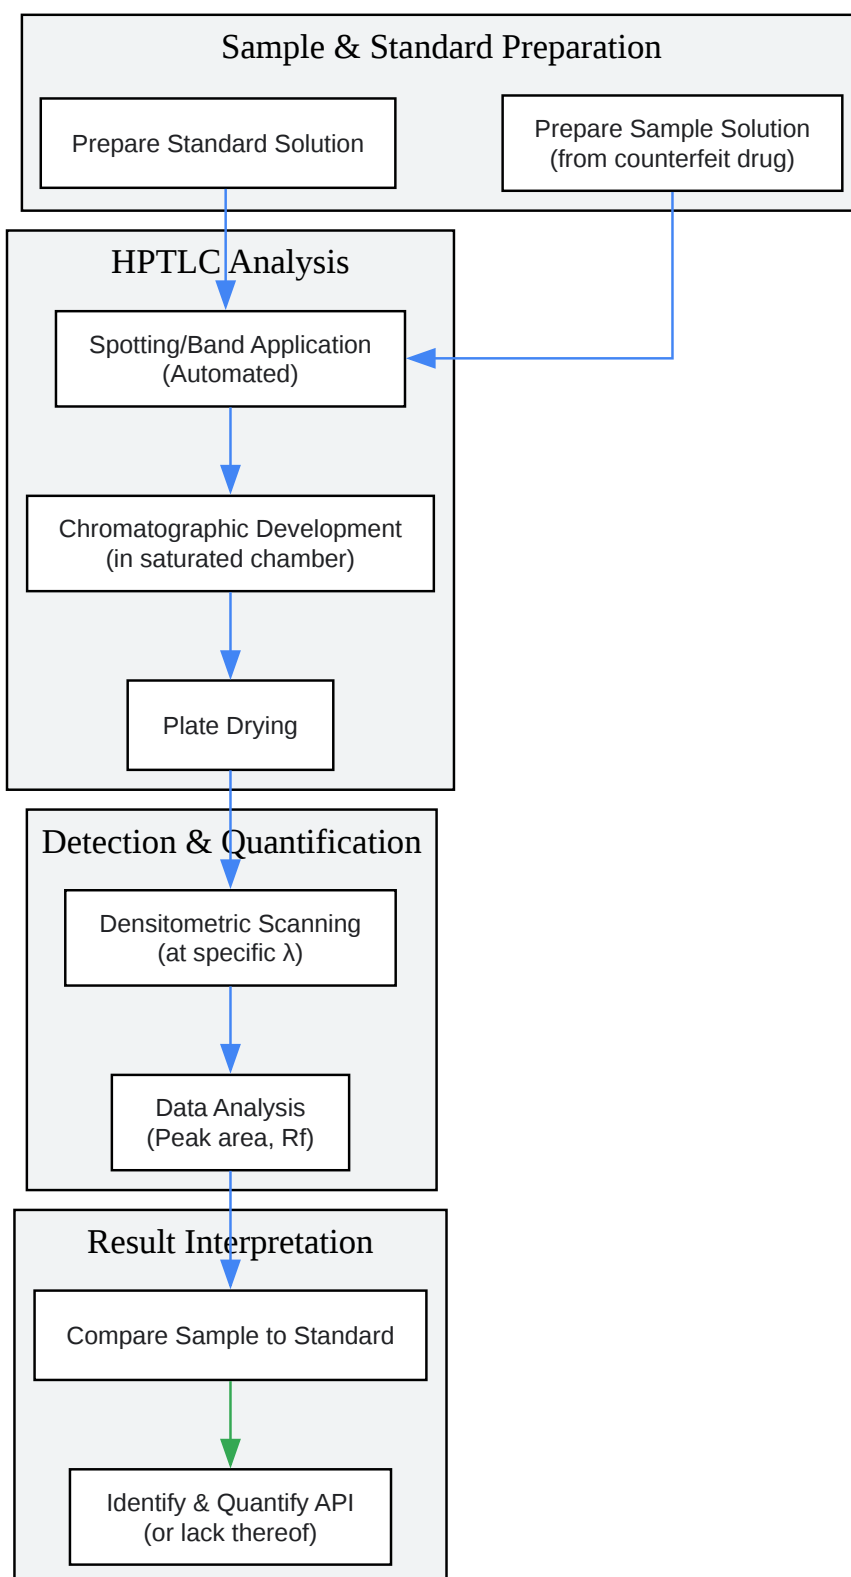 Sample & Standard Preparation
Prepare Standard Solution
Prepare Sample Solution
(from counterfeit drug)
HPTLC Analysis
Spotting/Band Application
(Automated)
Chromatographic Development
(in saturated chamber)
Plate Drying
Detection & Quantification
Densitometric Scanning
(at specific λ)
Data Analysis
(Peak area, Rf)
Result Interpretation
Compare Sample to Standard
Identify & Quantify API
(or lack thereof)